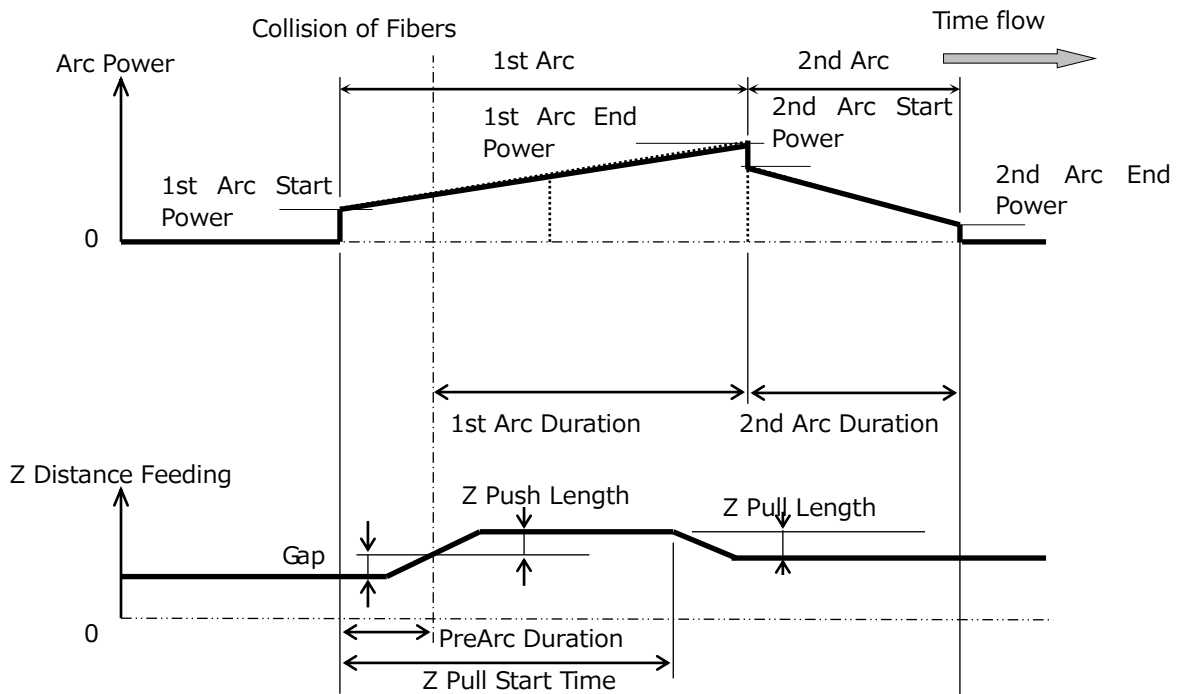 Time flow
Collision of Fibers
Arc Power
1st Arc
2nd Arc
1st Arc End
Power
2nd Arc Start
Power
1st Arc Start
Power
2nd Arc End
Power
0
1st Arc Duration
2nd Arc Duration
Z Distance Feeding
Z Push Length
Z Pull Length
Gap
0
PreArc Duration
Z Pull Start Time